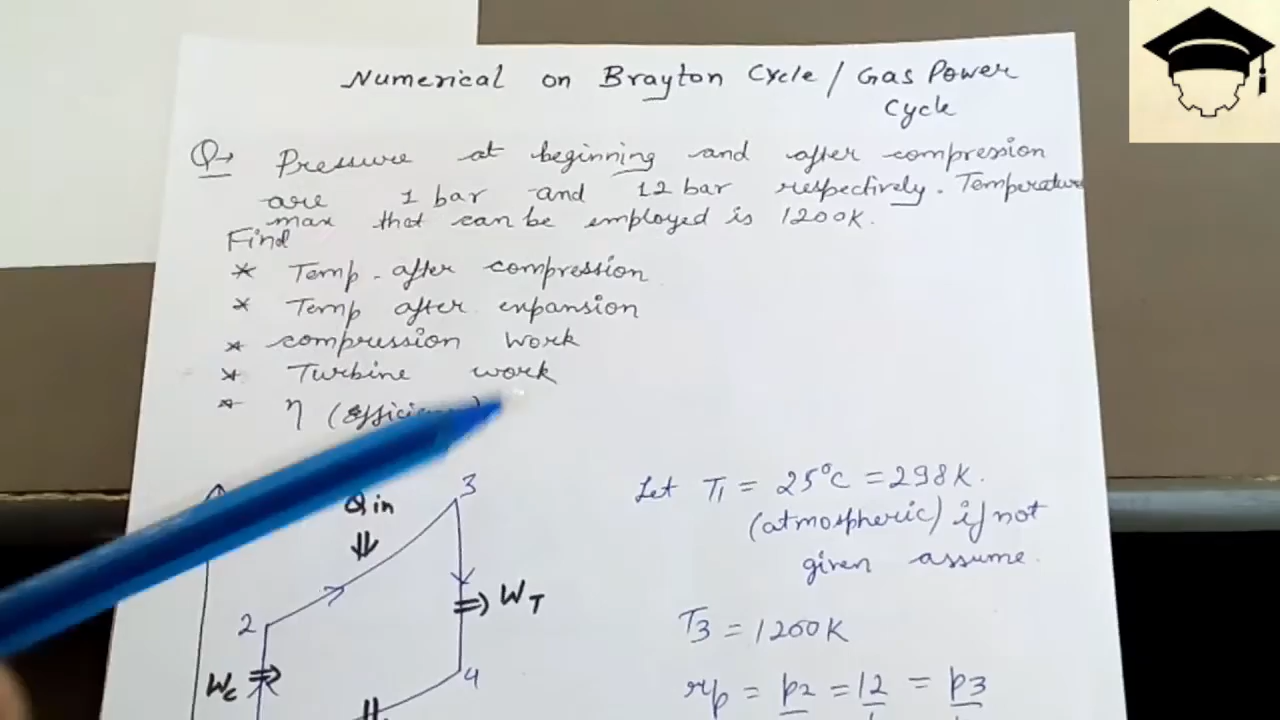 Numerical on Brayton Cycle / Gas Power
Cycle
Q→ Pressure at beginning and after compression
are 1 bar and 12 bar respectively. Temperature
max that can be employed is 1200K.
Find
* Temp. after compression
* Temp after expansion
* compression work
* Turbine work
* η
3
Q in
Let T1 = 25°C = 298K.
(atmospheric) if not
given assume.
WT
2
T3 = 1200K
4
Wc
rp = p2 = 12 = p3